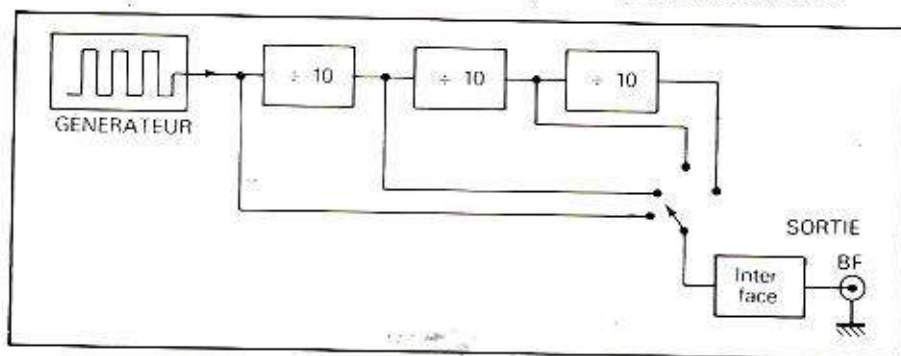 ÷ 10
÷ 10
÷ 10
GENERATEUR
SORTIE
BF
Inter
face